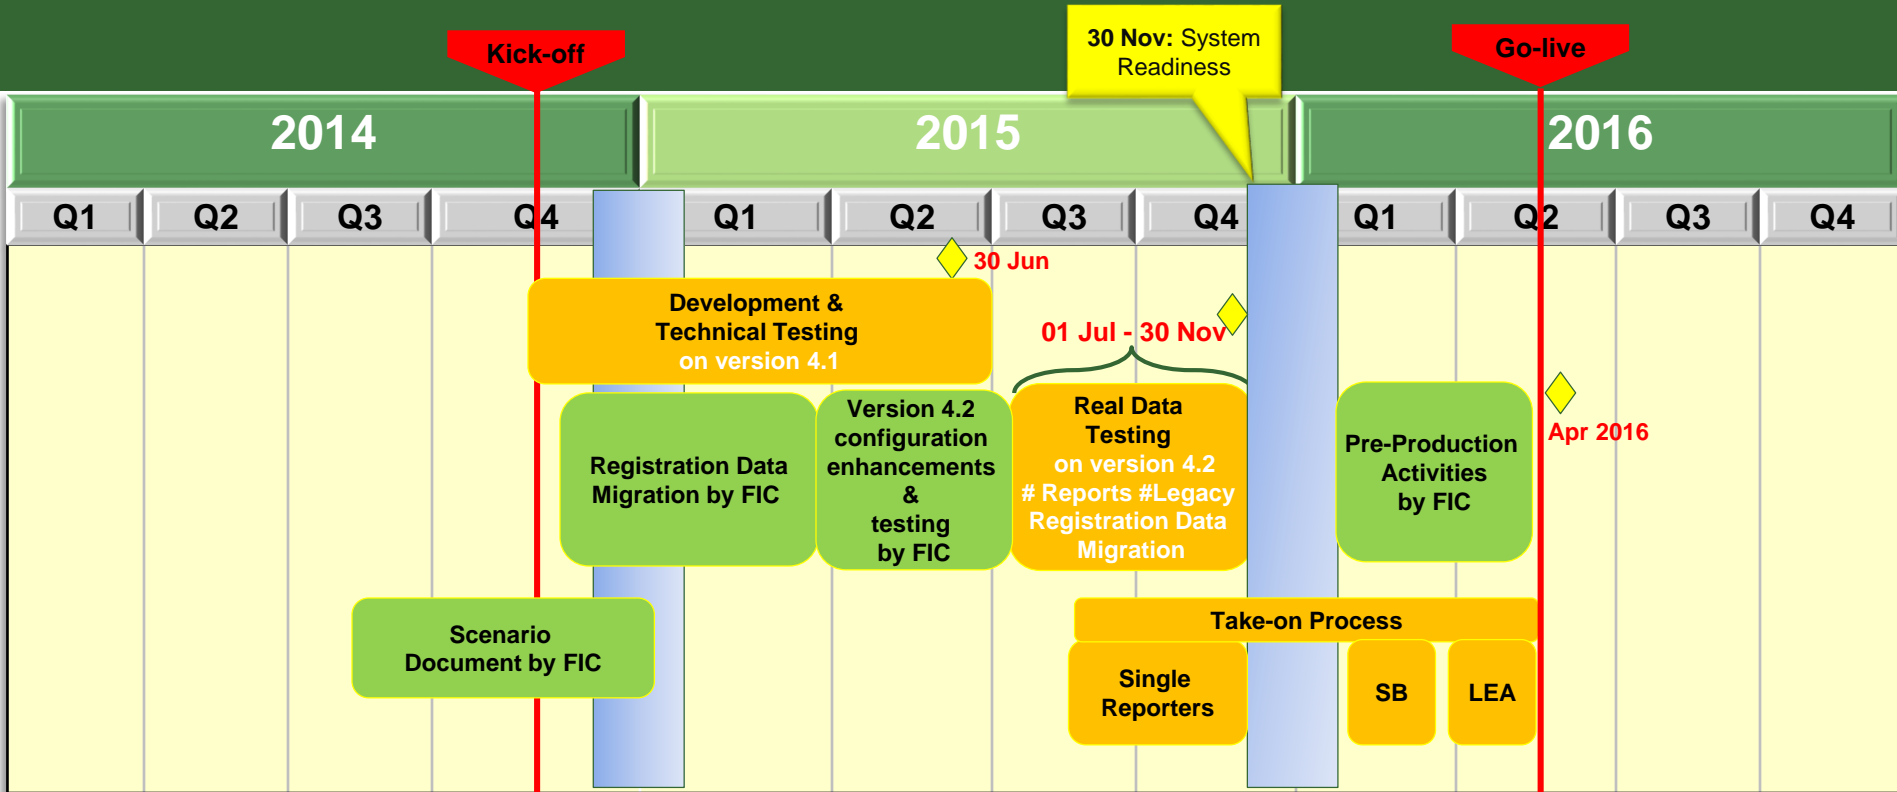 Kick-off
30 Nov: System
Readiness
Go-live
2014
2015
2016
Q1
Q2
Q3
Q4
Q1
Q2
Q3
Q4
Q1
Q2
Q3
Q4
30 Jun
Development &
Technical Testing
on version 4.1
01 Jul - 30 Nov
Registration Data
Migration by FIC
Version 4.2
configuration
enhancements
&
testing
by FIC
Real Data
Testing
on version 4.2
# Reports #Legacy
Registration Data
Migration
Pre-Production
Activities
by FIC
Apr 2016
Scenario
Document by FIC
Take-on Process
Single
Reporters
SB
LEA